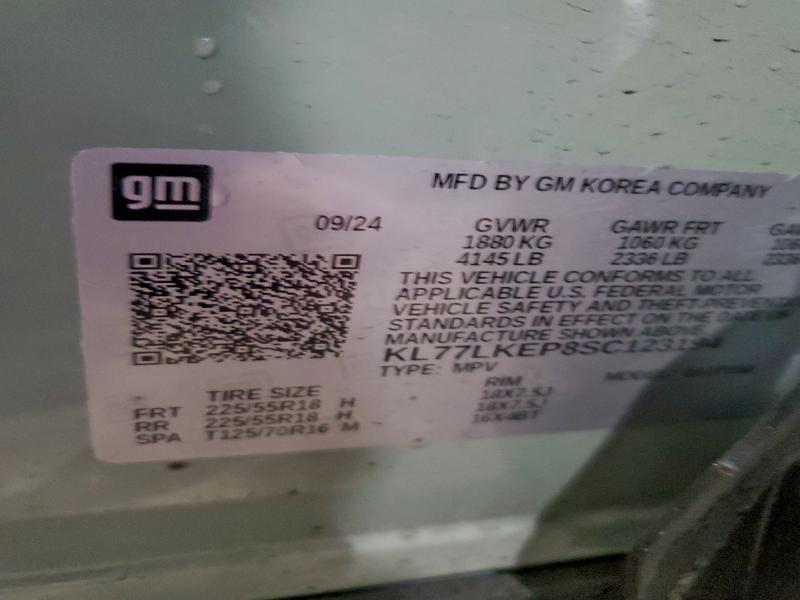 gm
MFD BY GM KOREA COMPANY
09/24
GVWR GAWR FRT
1880 KG 1060 KG
4145 LB 2336 LB
THIS VEHICLE CONFORMS TO ALL
APPLICABLE U.S. FEDERAL MOTOR
VEHICLE SAFETY AND THEFT PREVENT
STANDARDS IN EFFECT ON THE DATE OF
MANUFACTURE SHOWN ABOVE
KL77LKEP8SC123194
TYPE: MPV
TIRE SIZE RIM
FRT 225/55R18 H 18X7.5J
RR 225/55R18 H 18X7.5J
SPA T125/70R16 M 16X4BT